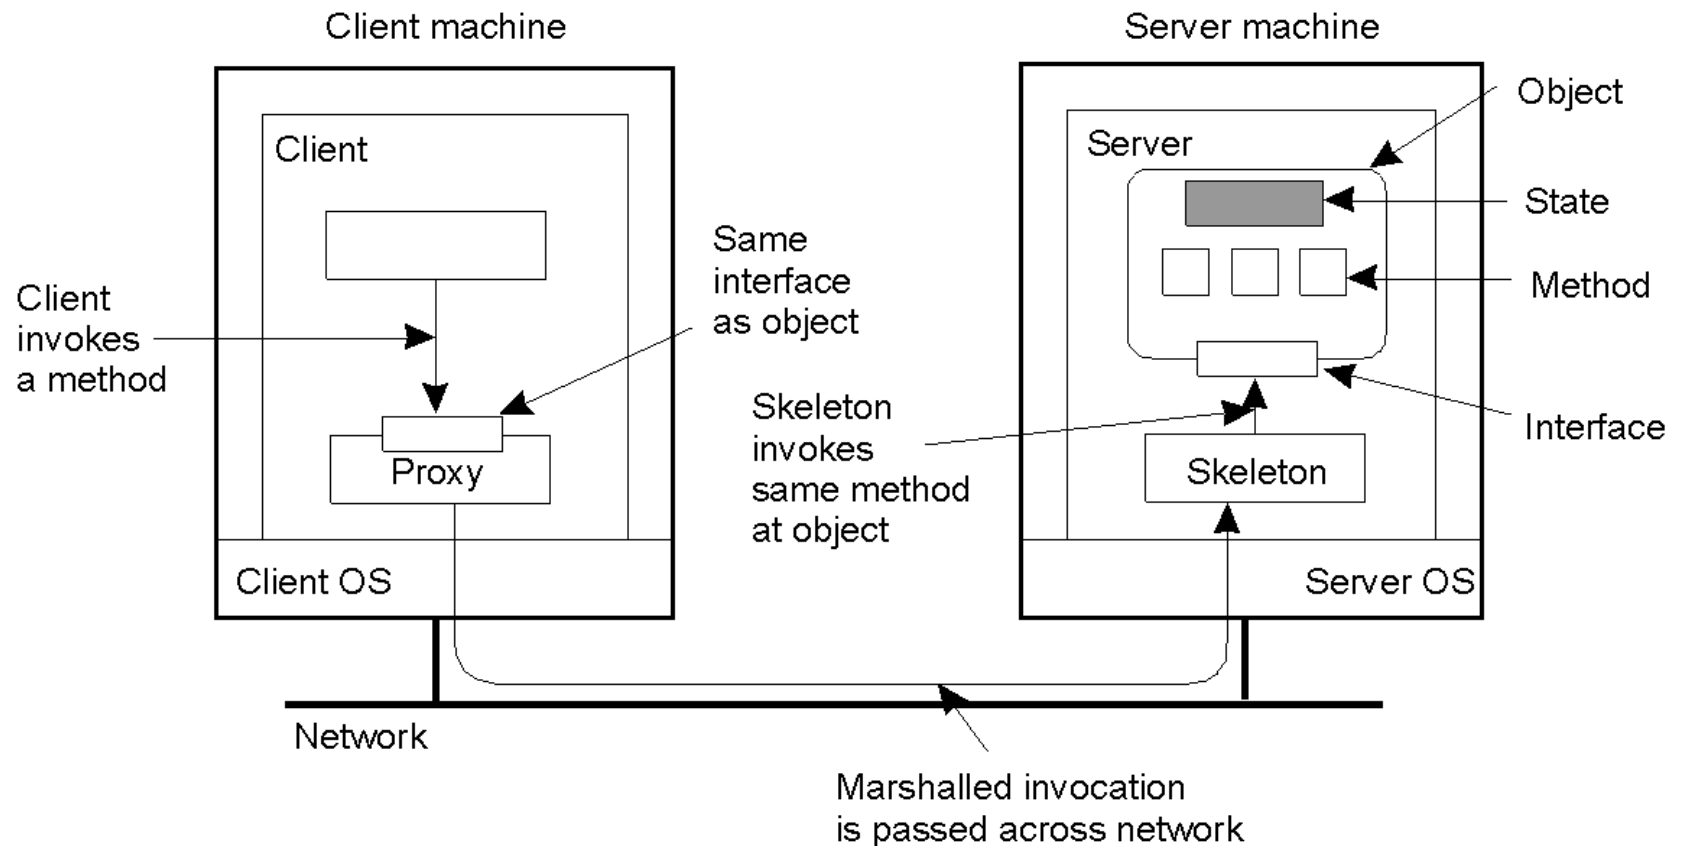 Client machine
Server machine
Object
Client
Server
State
Same
interface
as object
Client
invokes
a method
Method
Skeleton
invokes
same method
at object
Interface
Proxy
Skeleton
Client OS
Server OS
Network
Marshalled invocation
is passed across network